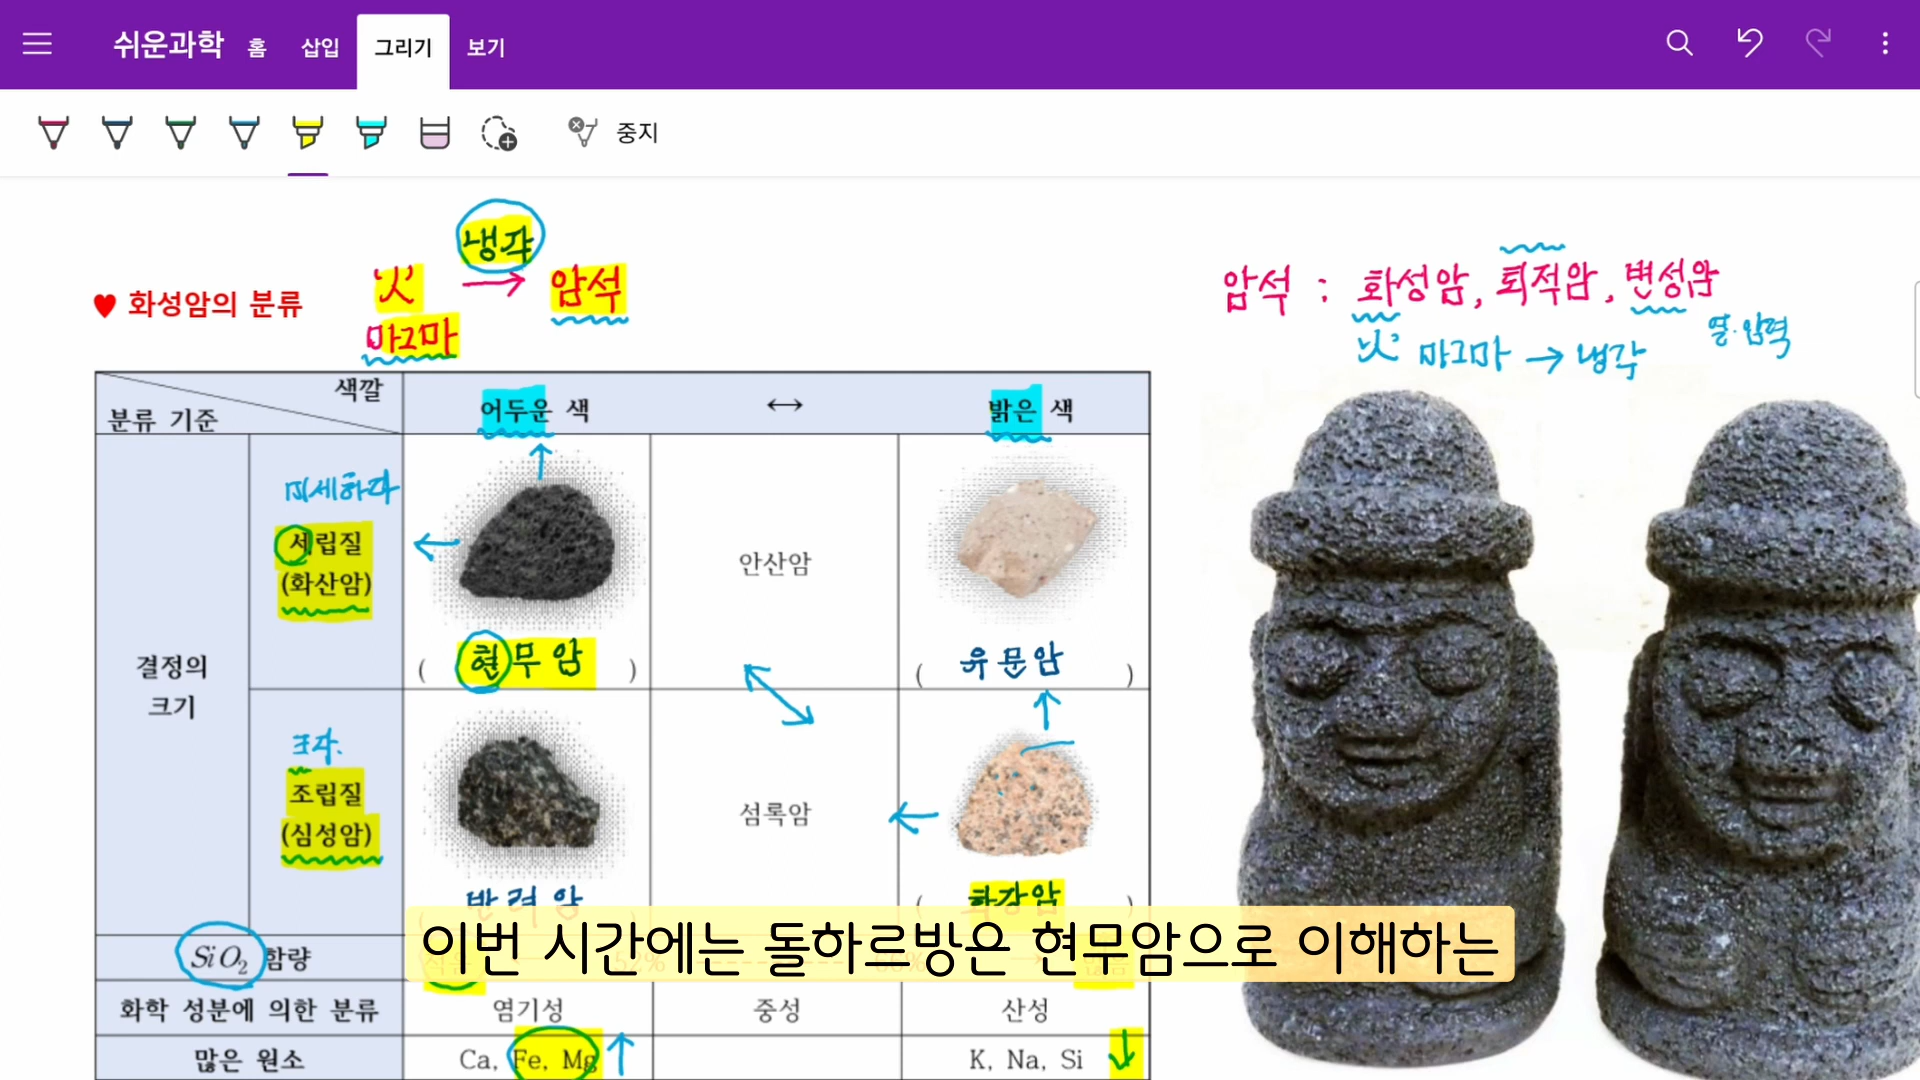 쉬운과학 홈 삽입 그리기 보기
중지
냉각
火 → 암석
♥ 화성암의 분류
마그마
암석 : 화성암, 퇴적암, 변성암
火 마그마 → 냉각
열·압력
색깔
분류 기준
어두운 색 ↔ 밝은 색
미세하다
세립질
(화산암)
안산암
( 현무암 )
( 유문암 )
결정의
크기
크다.
조립질
(심성암)
섬록암
반려암
( 화강암 )
SiO2 함량
이번 시간에는 돌하르방은 현무암으로 이해하는
화학 성분에 의한 분류 염기성 중성 산성
많은 원소 Ca, Fe, Mg ↑ K, Na, Si ↓